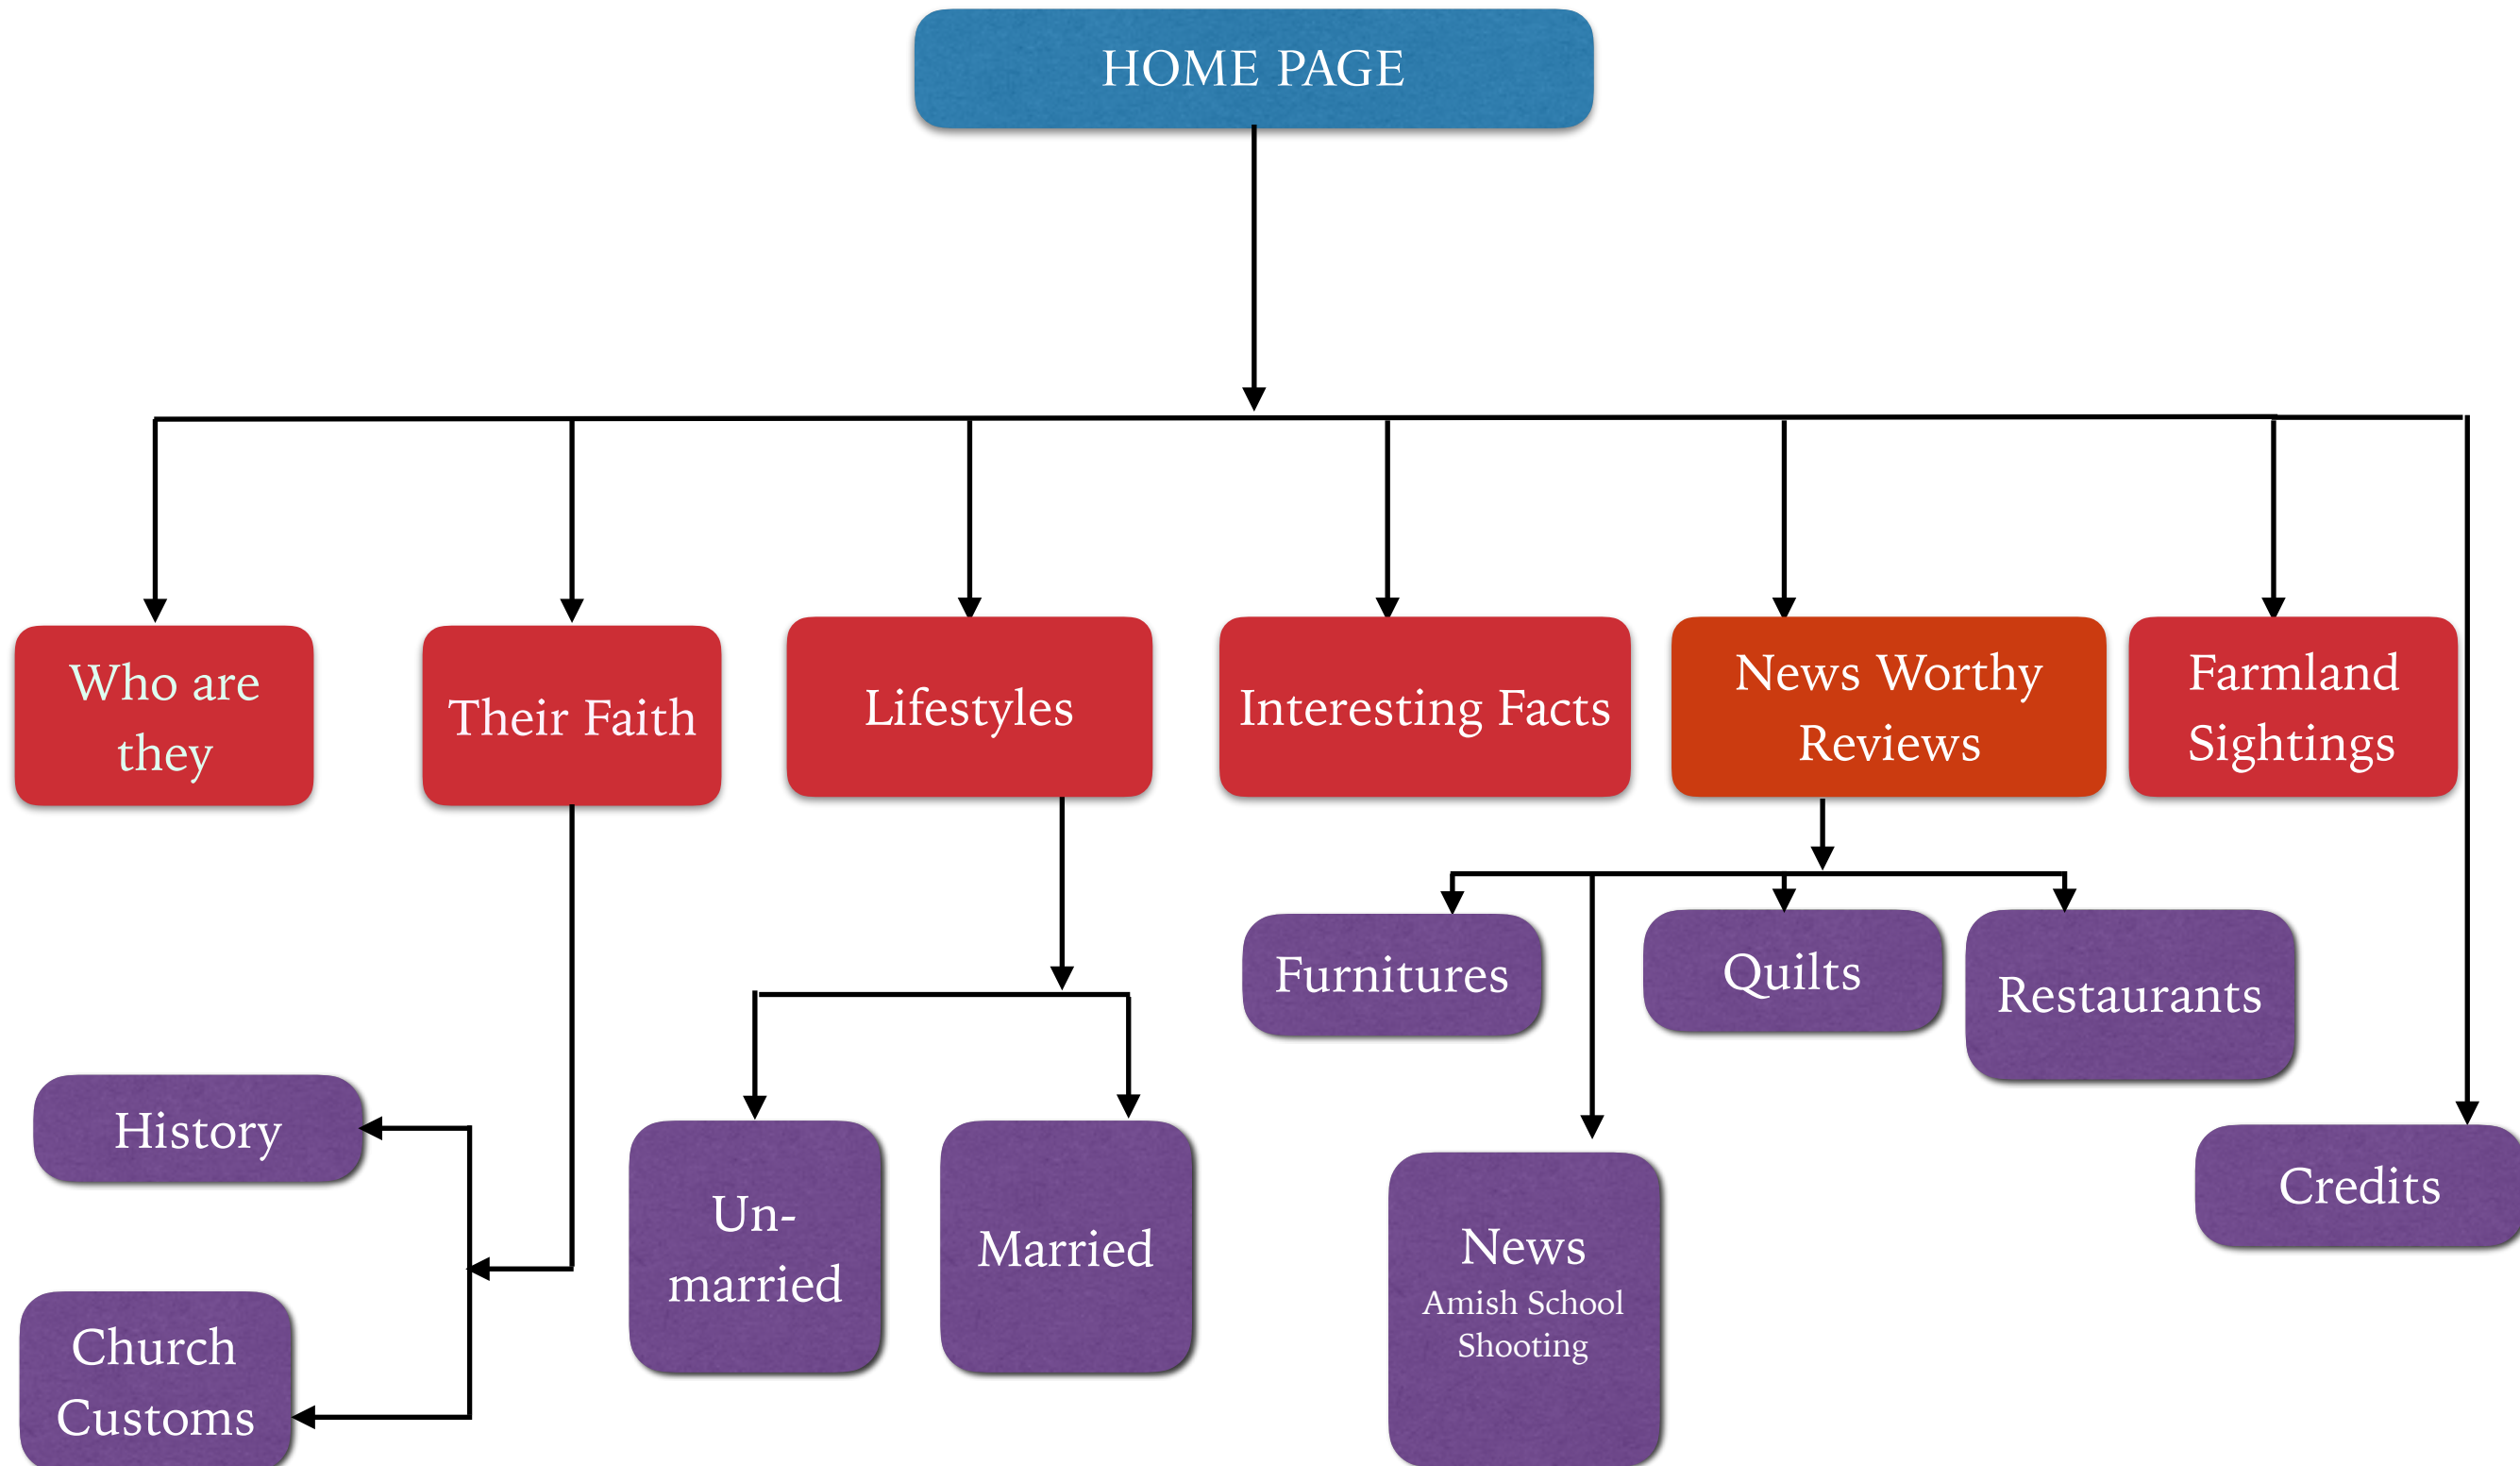 HOME PAGE
Who are
they
Their Faith
Lifestyles
Interesting Facts
News Worthy
Reviews
Farmland
Sightings
Furnitures
Quilts
Restaurants
History
Un-
married
Married
News
Amish School
Shooting
Credits
Church
Customs